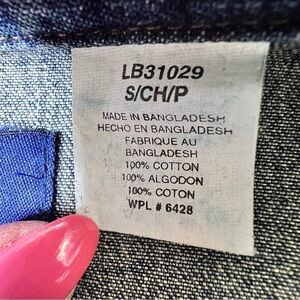 LB31029
S/CH/P
MADE IN BANGLADESH
HECHO EN BANGLADESH
FABRIQUE AU
BANGLADESH
100% COTTON
100% ALGODON
100% COTON
WPL # 6428